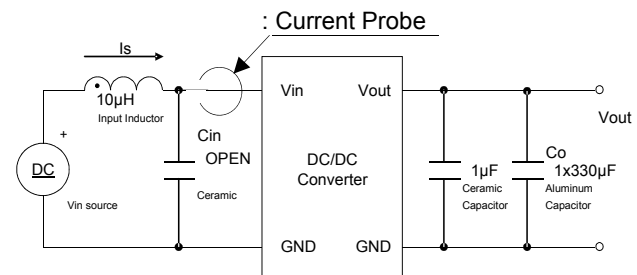 : Current Probe
Is
10µH
Input Inductor
+
DC
Vin source
Cin
OPEN
Ceramic
Vin
Vout
DC/DC
Converter
GND
GND
1µF
Ceramic
Capacitor
Co
1x330µF
Aluminum
Capacitor
Vout